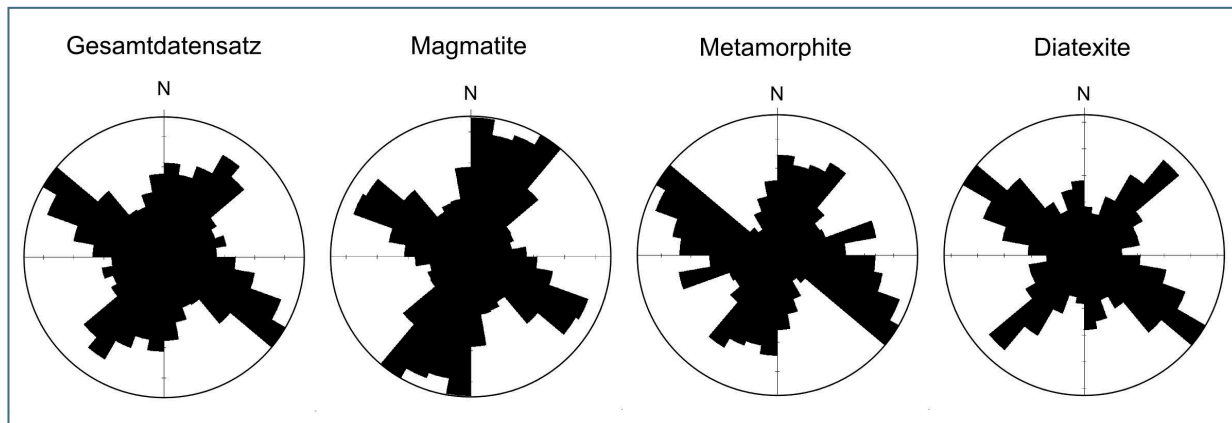 Gesamtdatensatz
N
Magmatite
N
Metamorphite
N
Diatexite
N